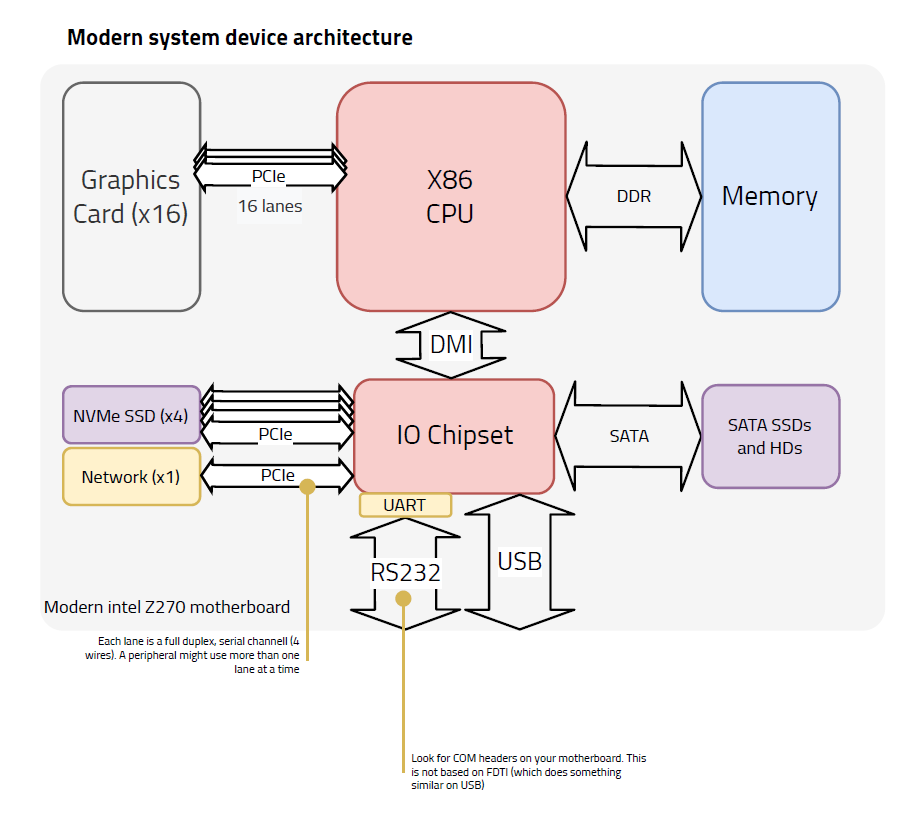 Modern system device architecture
Graphics
Card (x16)
PCIe
16 lanes
X86
CPU
DDR
Memory
DMI
NVMe SSD (x4)
PCIe
IO Chipset
SATA
SATA SSDs
and HDs
Network (x1)
PCIe
UART
RS232
USB
Modern intel Z270 motherboard
Each lane is a full duplex, serial channell (4
wires). A peripheral might use more than one
lane at a time
Look for COM headers on your motherboard. This
is not based on FDTI (which does something
similar on USB)